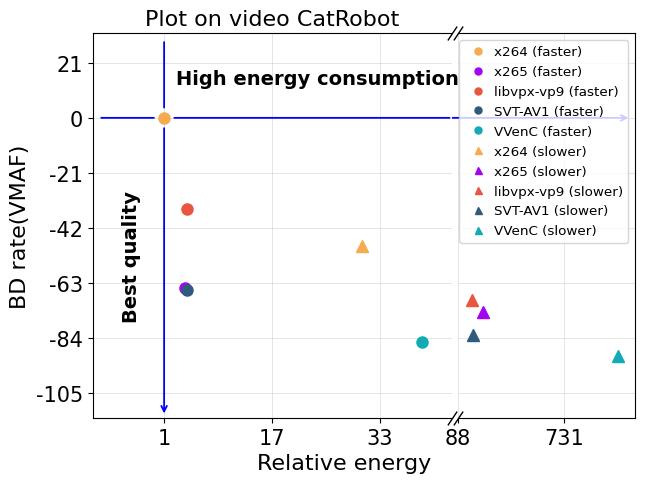 Plot on video CatRobot
21
0
-21
-42
-63
-84
-105
BD rate(VMAF)
High energy consumption
Best quality
x264 (faster)
x265 (faster)
libvpx-vp9 (faster)
SVT-AV1 (faster)
VVenC (faster)
x264 (slower)
x265 (slower)
libvpx-vp9 (slower)
SVT-AV1 (slower)
VVenC (slower)
1 17 33 88 731
Relative energy